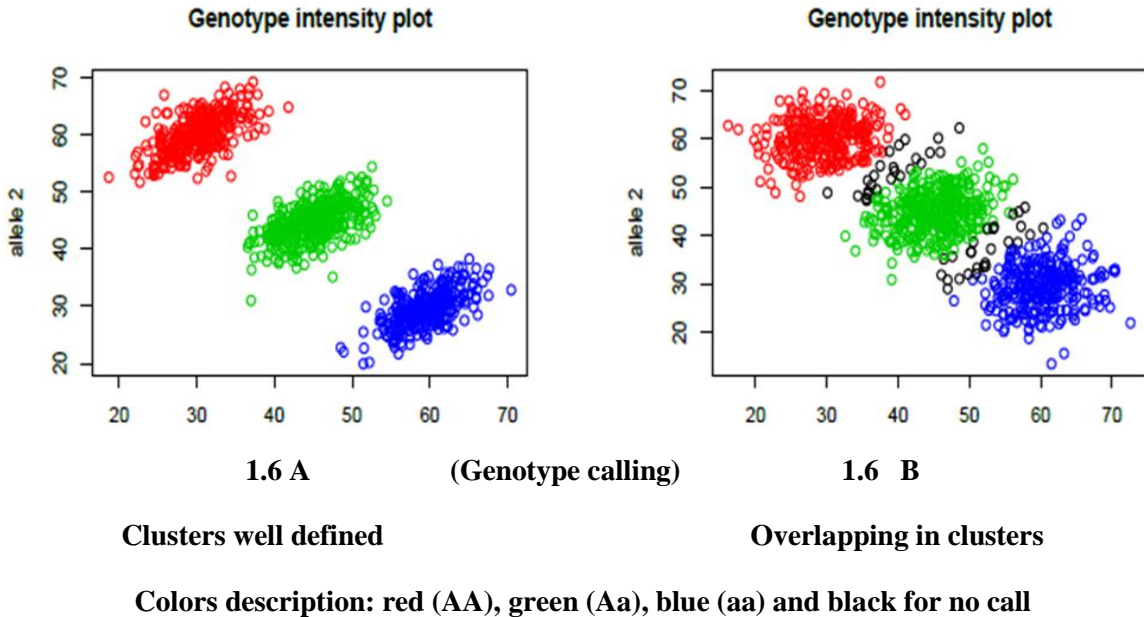 Genotype intensity plot Genotype intensity plot
allele 2
70
60
50
40
30
20
20 30 40 50 60 70
allele 2
70
60
50
40
30
20
20 30 40 50 60 70
1.6 A (Genotype calling) 1.6 B
Clusters well defined Overlapping in clusters
Colors description: red (AA), green (Aa), blue (aa) and black for no call